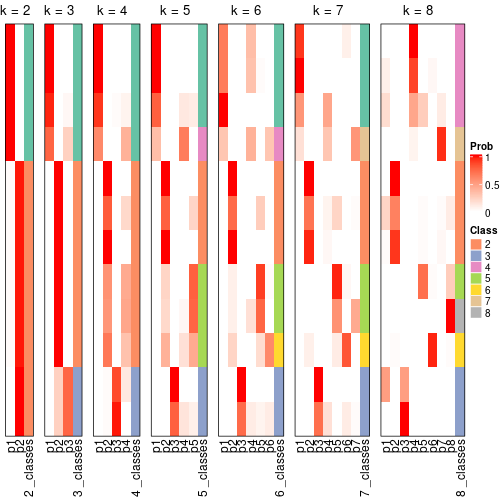 k = 2
k = 3
k = 4
k = 5
k = 6
k = 7
k = 8
Prob
1
0.5
0
Class
2
3
4
5
6
7
8
p1
p2
2_classes
p1
p2
p3
3_classes
p1
p2
p3
p4
4_classes
p1
p2
p3
p4
p5
5_classes
p1
p2
p3
p4
p5
p6
6_classes
p1
p2
p3
p4
p5
p6
p7
7_classes
p1
p2
p3
p4
p5
p6
p7
p8
8_classes